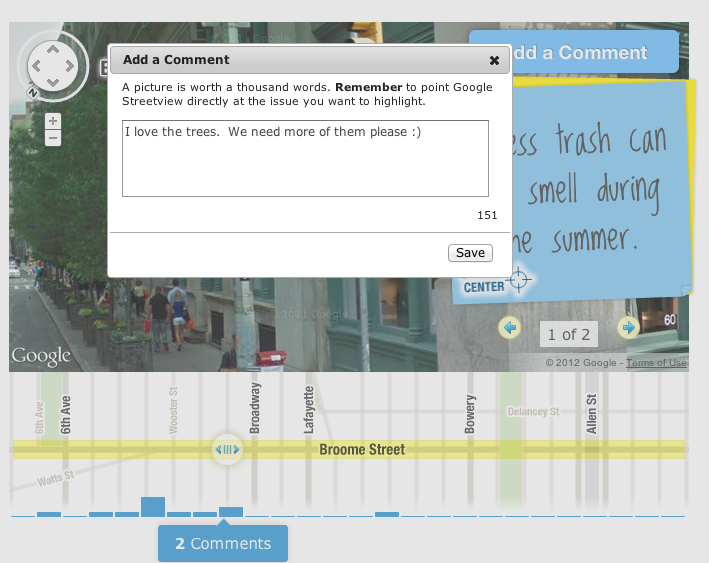 Add a Comment
dd a Comment
A picture is worth a thousand words. Remember to point Google
Streetview directly at the issue you want to highlight.
I love the trees.  We need more of them please :)
151
Save
ess trash can
smell during
he summer.
CENTER
N
1 of 2
60
Google
© 2012 Google - Terms of Use
6th Ave
6th Ave
Wooster St
Broadway
Lafayette
Bowery
Delancey St
Allen St
Broome Street
Watts St
2 Comments